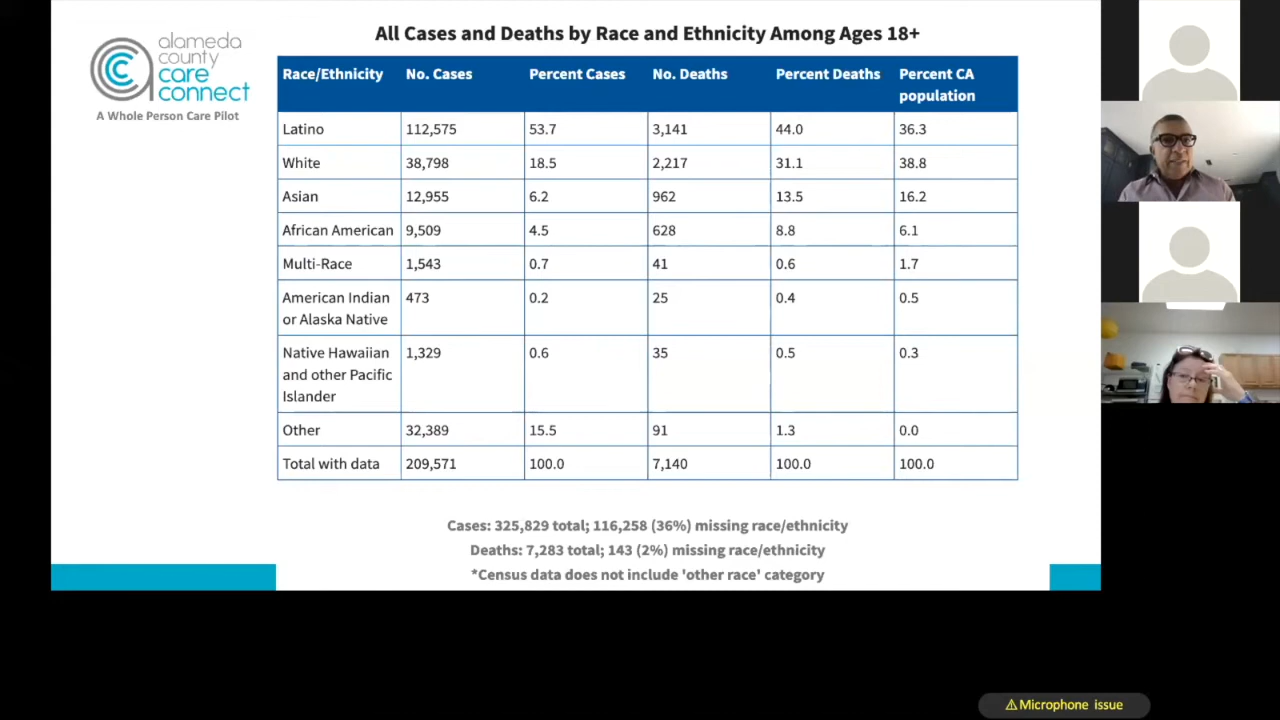 alameda
county
care
connect
A Whole Person Care Pilot
All Cases and Deaths by Race and Ethnicity Among Ages 18+
Race/Ethnicity No. Cases Percent Cases No. Deaths Percent Deaths Percent CA
population
Latino 112,575 53.7 3,141 44.0 36.3
White 38,798 18.5 2,217 31.1 38.8
Asian 12,955 6.2 962 13.5 16.2
African American 9,509 4.5 628 8.8 6.1
Multi-Race 1,543 0.7 41 0.6 1.7
American Indian 473 0.2 25 0.4 0.5
or Alaska Native
Native Hawaiian 1,329 0.6 35 0.5 0.3
and other Pacific
Islander
Other 32,389 15.5 91 1.3 0.0
Total with data 209,571 100.0 7,140 100.0 100.0
Cases: 325,829 total; 116,258 (36%) missing race/ethnicity
Deaths: 7,283 total; 143 (2%) missing race/ethnicity
*Census data does not include 'other race' category
⚠Microphone issue